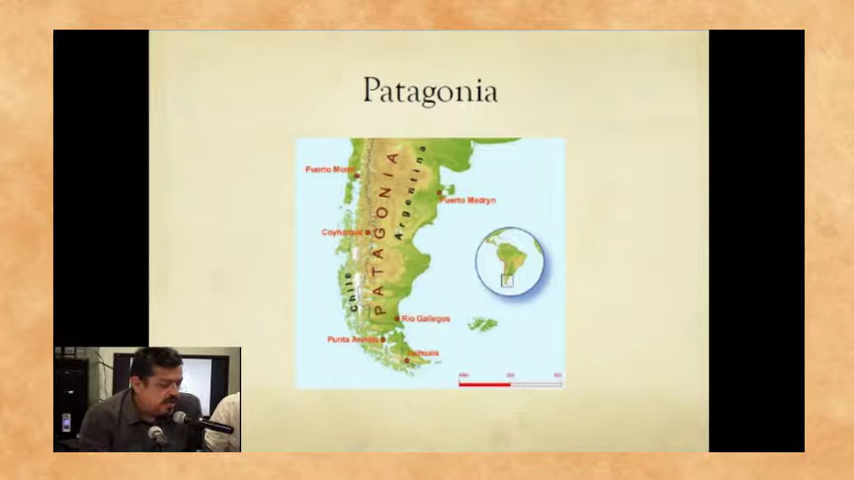 Patagonia
Puerto Montt
PATAGONIA
Argentina
Puerto Madryn
Coyhaique
Chile
Rio Gallegos
Punta Arenas
Ushuaia